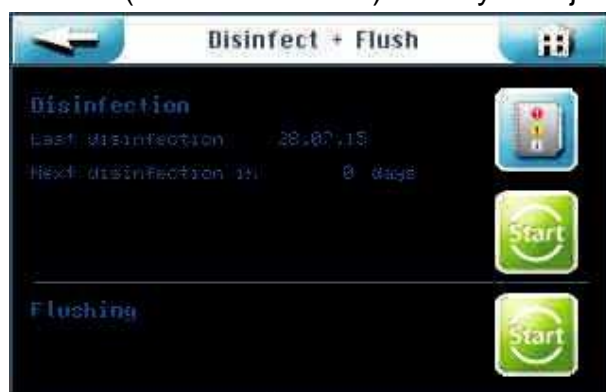 Disinfect + Flush
Disinfection
Last disinfection 28.07.15
Next disinfection in 0 days
Start
Flushing
Start